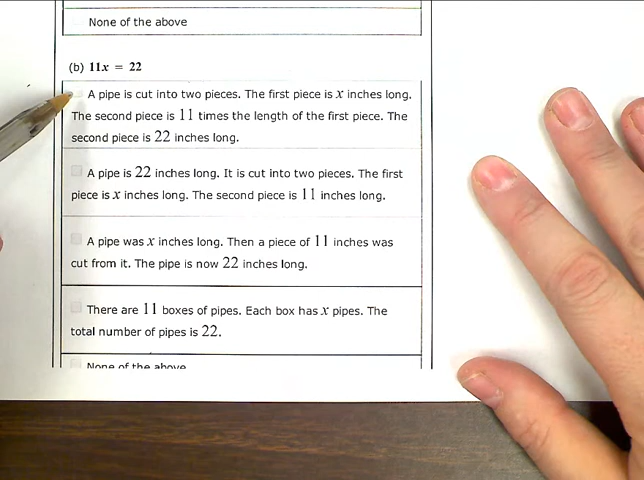 None of the above
(b) 11x = 22
A pipe is cut into two pieces. The first piece is x inches long.
The second piece is 11 times the length of the first piece. The
second piece is 22 inches long.
A pipe is 22 inches long. It is cut into two pieces. The first
piece is x inches long. The second piece is 11 inches long.
A pipe was x inches long. Then a piece of 11 inches was
cut from it. The pipe is now 22 inches long.
There are 11 boxes of pipes. Each box has x pipes. The
total number of pipes is 22.
None of the above